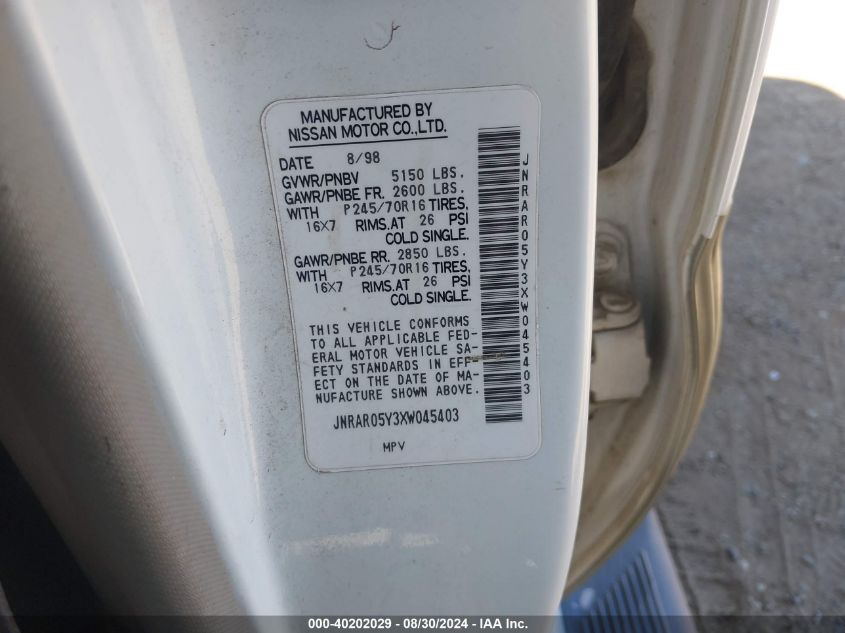 MANUFACTURED BY
NISSAN MOTOR CO.,LTD.
DATE 8/98
GVWR/PNBV 5150 LBS.
GAWR/PNBE FR. 2600 LBS.
WITH P245/70R16 TIRES,
16X7 RIMS.AT 26 PSI
COLD SINGLE.
GAWR/PNBE RR. 2850 LBS.
WITH P245/70R16 TIRES,
16X7 RIMS.AT 26 PSI
COLD SINGLE.
THIS VEHICLE CONFORMS
TO ALL APPLICABLE FED-
ERAL MOTOR VEHICLE SA-
FETY STANDARDS IN EFF-
ECT ON THE DATE OF MA-
NUFACTURE SHOWN ABOVE.
JNRAR05Y3XW045403
MPV
JNRAR05Y3XW045403
000-40202029 - 08/30/2024 - IAA Inc.